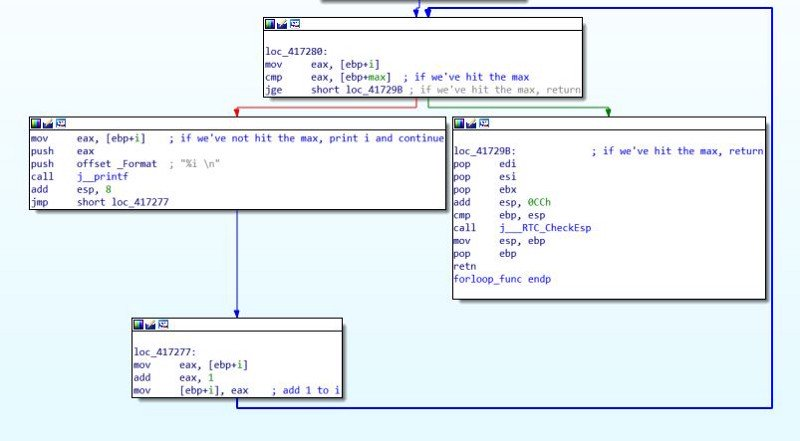 loc_417280:
mov eax, [ebp+i]
cmp eax, [ebp+max] ; if we've hit the max
jge short loc_41729B ; if we've hit the max, return
mov eax, [ebp+i] ; if we've not hit the max, print i and continue
push eax
push offset _Format ; "%i \n"
call j__printf
add esp, 8
jmp short loc_417277
loc_41729B: ; if we've hit the max, return
pop edi
pop esi
pop ebx
add esp, 0CCh
cmp ebp, esp
call j___RTC_CheckEsp
mov esp, ebp
pop ebp
retn
forloop_func endp
loc_417277:
mov eax, [ebp+i]
add eax, 1
mov [ebp+i], eax ; add 1 to i